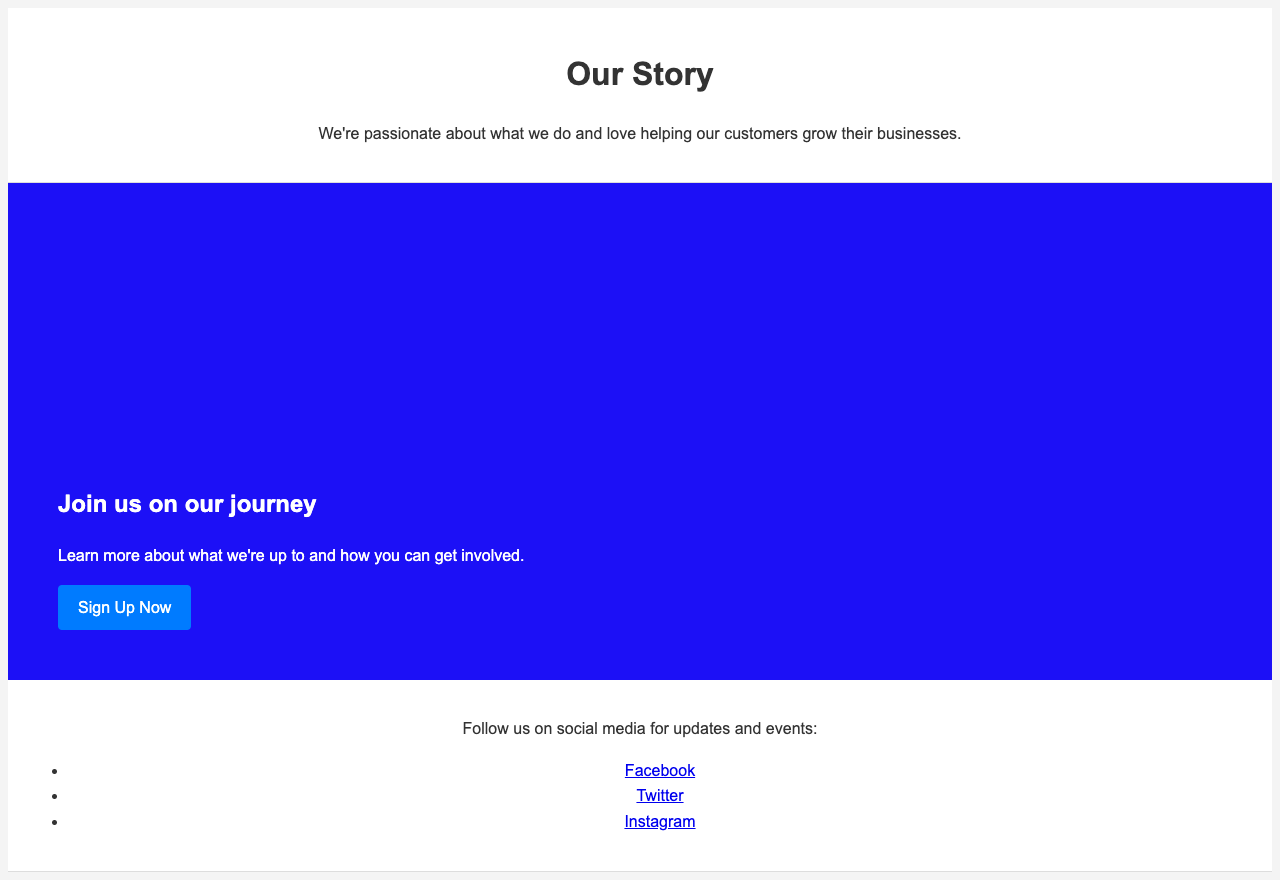 Our Story
We're passionate about what we do and love helping our customers grow their businesses.
Join us on our journey
Learn more about what we're up to and how you can get involved.
Sign Up Now
Follow us on social media for updates and events:
Facebook
Twitter
Instagram